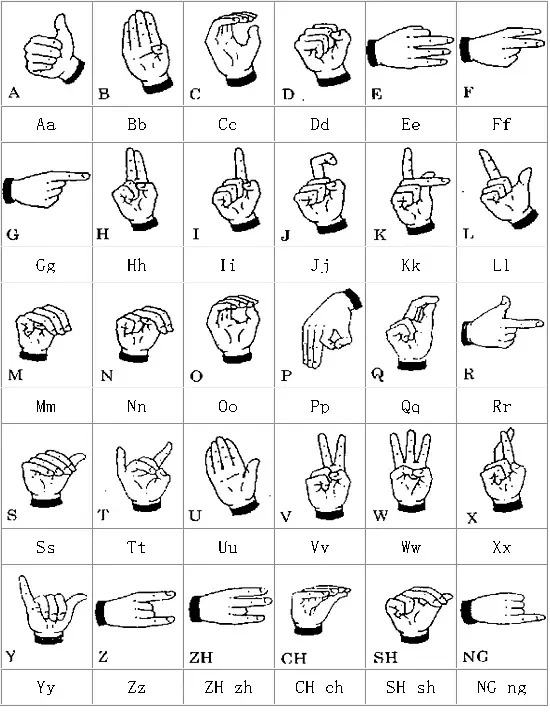 A B C D E F
Aa Bb Cc Dd Ee Ff
G H I J K L
Gg Hh Ii Jj Kk Ll
M N O P Q R
Mm Nn Oo Pp Qq Rr
S T U V W X
Ss Tt Uu Vv Ww Xx
Y Z ZH CH SH NG
Yy Zz ZH zh CH ch SH sh NG ng